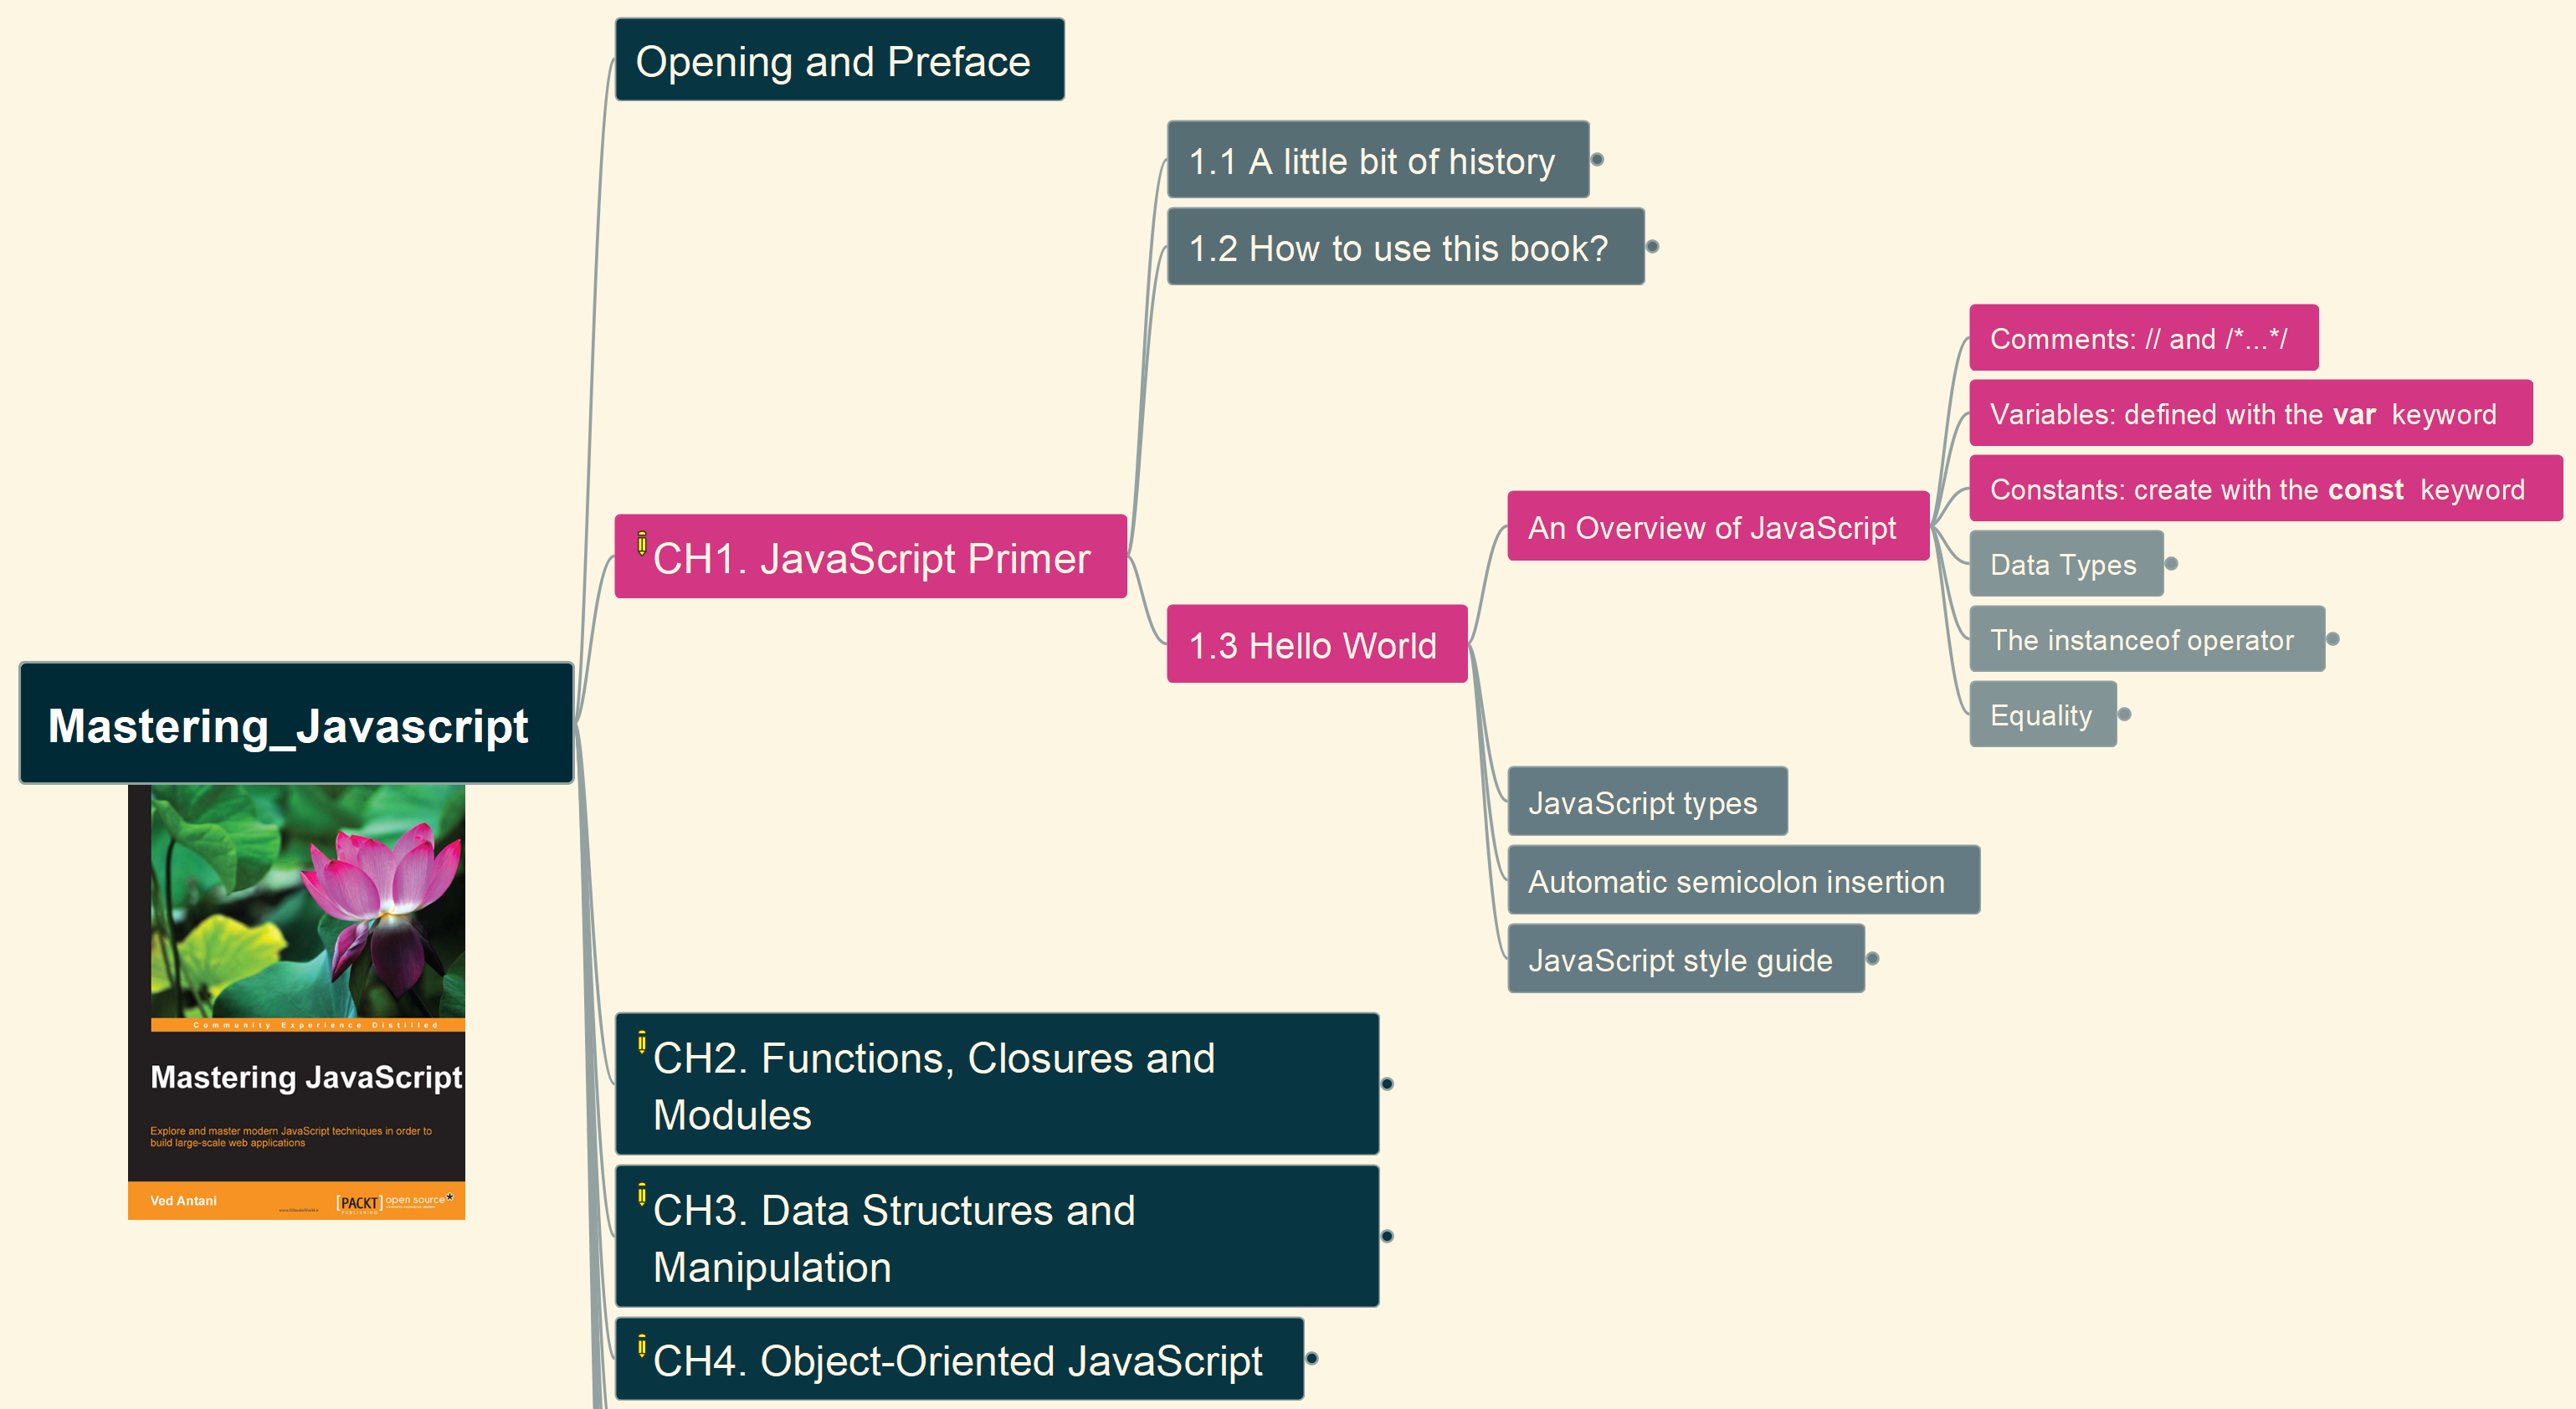 Opening and Preface
1.1 A little bit of history
1.2 How to use this book?
Comments: // and /*...*/
Variables: defined with the var keyword
Constants: create with the const keyword
An Overview of JavaScript
Data Types
CH1. JavaScript Primer
The instanceof operator
1.3 Hello World
Equality
Mastering_Javascript
JavaScript types
Automatic semicolon insertion
JavaScript style guide
Community Experience Distilled
Mastering JavaScript
Explore and master modern JavaScript techniques in order to
build large-scale web applications
Ved Antani
[PACKT] open source*
PUBLISHING
CH2. Functions, Closures and
Modules
CH3. Data Structures and
Manipulation
CH4. Object-Oriented JavaScript